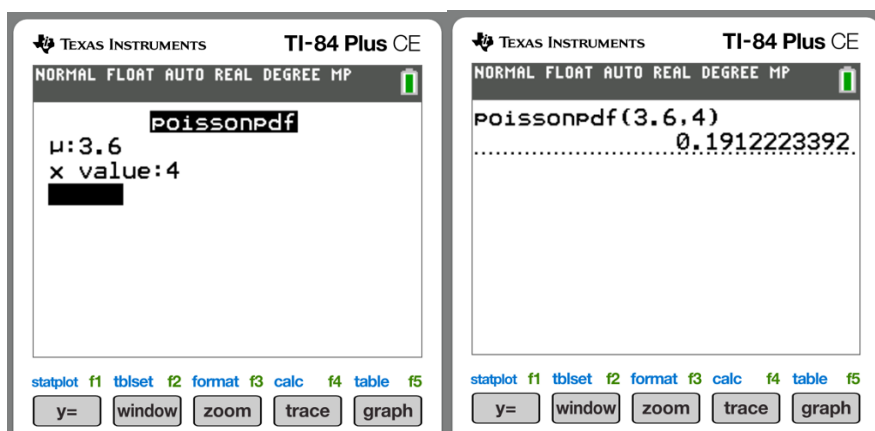 TEXAS INSTRUMENTS TI-84 Plus CE
NORMAL FLOAT AUTO REAL DEGREE MP
poissonpdf
μ:3.6
x value:4
statplot f1 tblset f2 format f3 calc f4 table f5
y= window zoom trace graph
TEXAS INSTRUMENTS TI-84 Plus CE
NORMAL FLOAT AUTO REAL DEGREE MP
poissonpdf(3.6,4)
0.1912223392
statplot f1 tblset f2 format f3 calc f4 table f5
y= window zoom trace graph